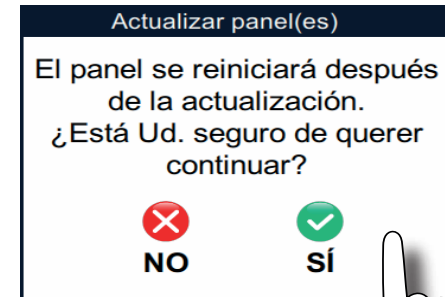 Actualizar panel(es)
El panel se reiniciará después
de la actualización.
¿Está Ud. seguro de querer
continuar?
NO SÍ